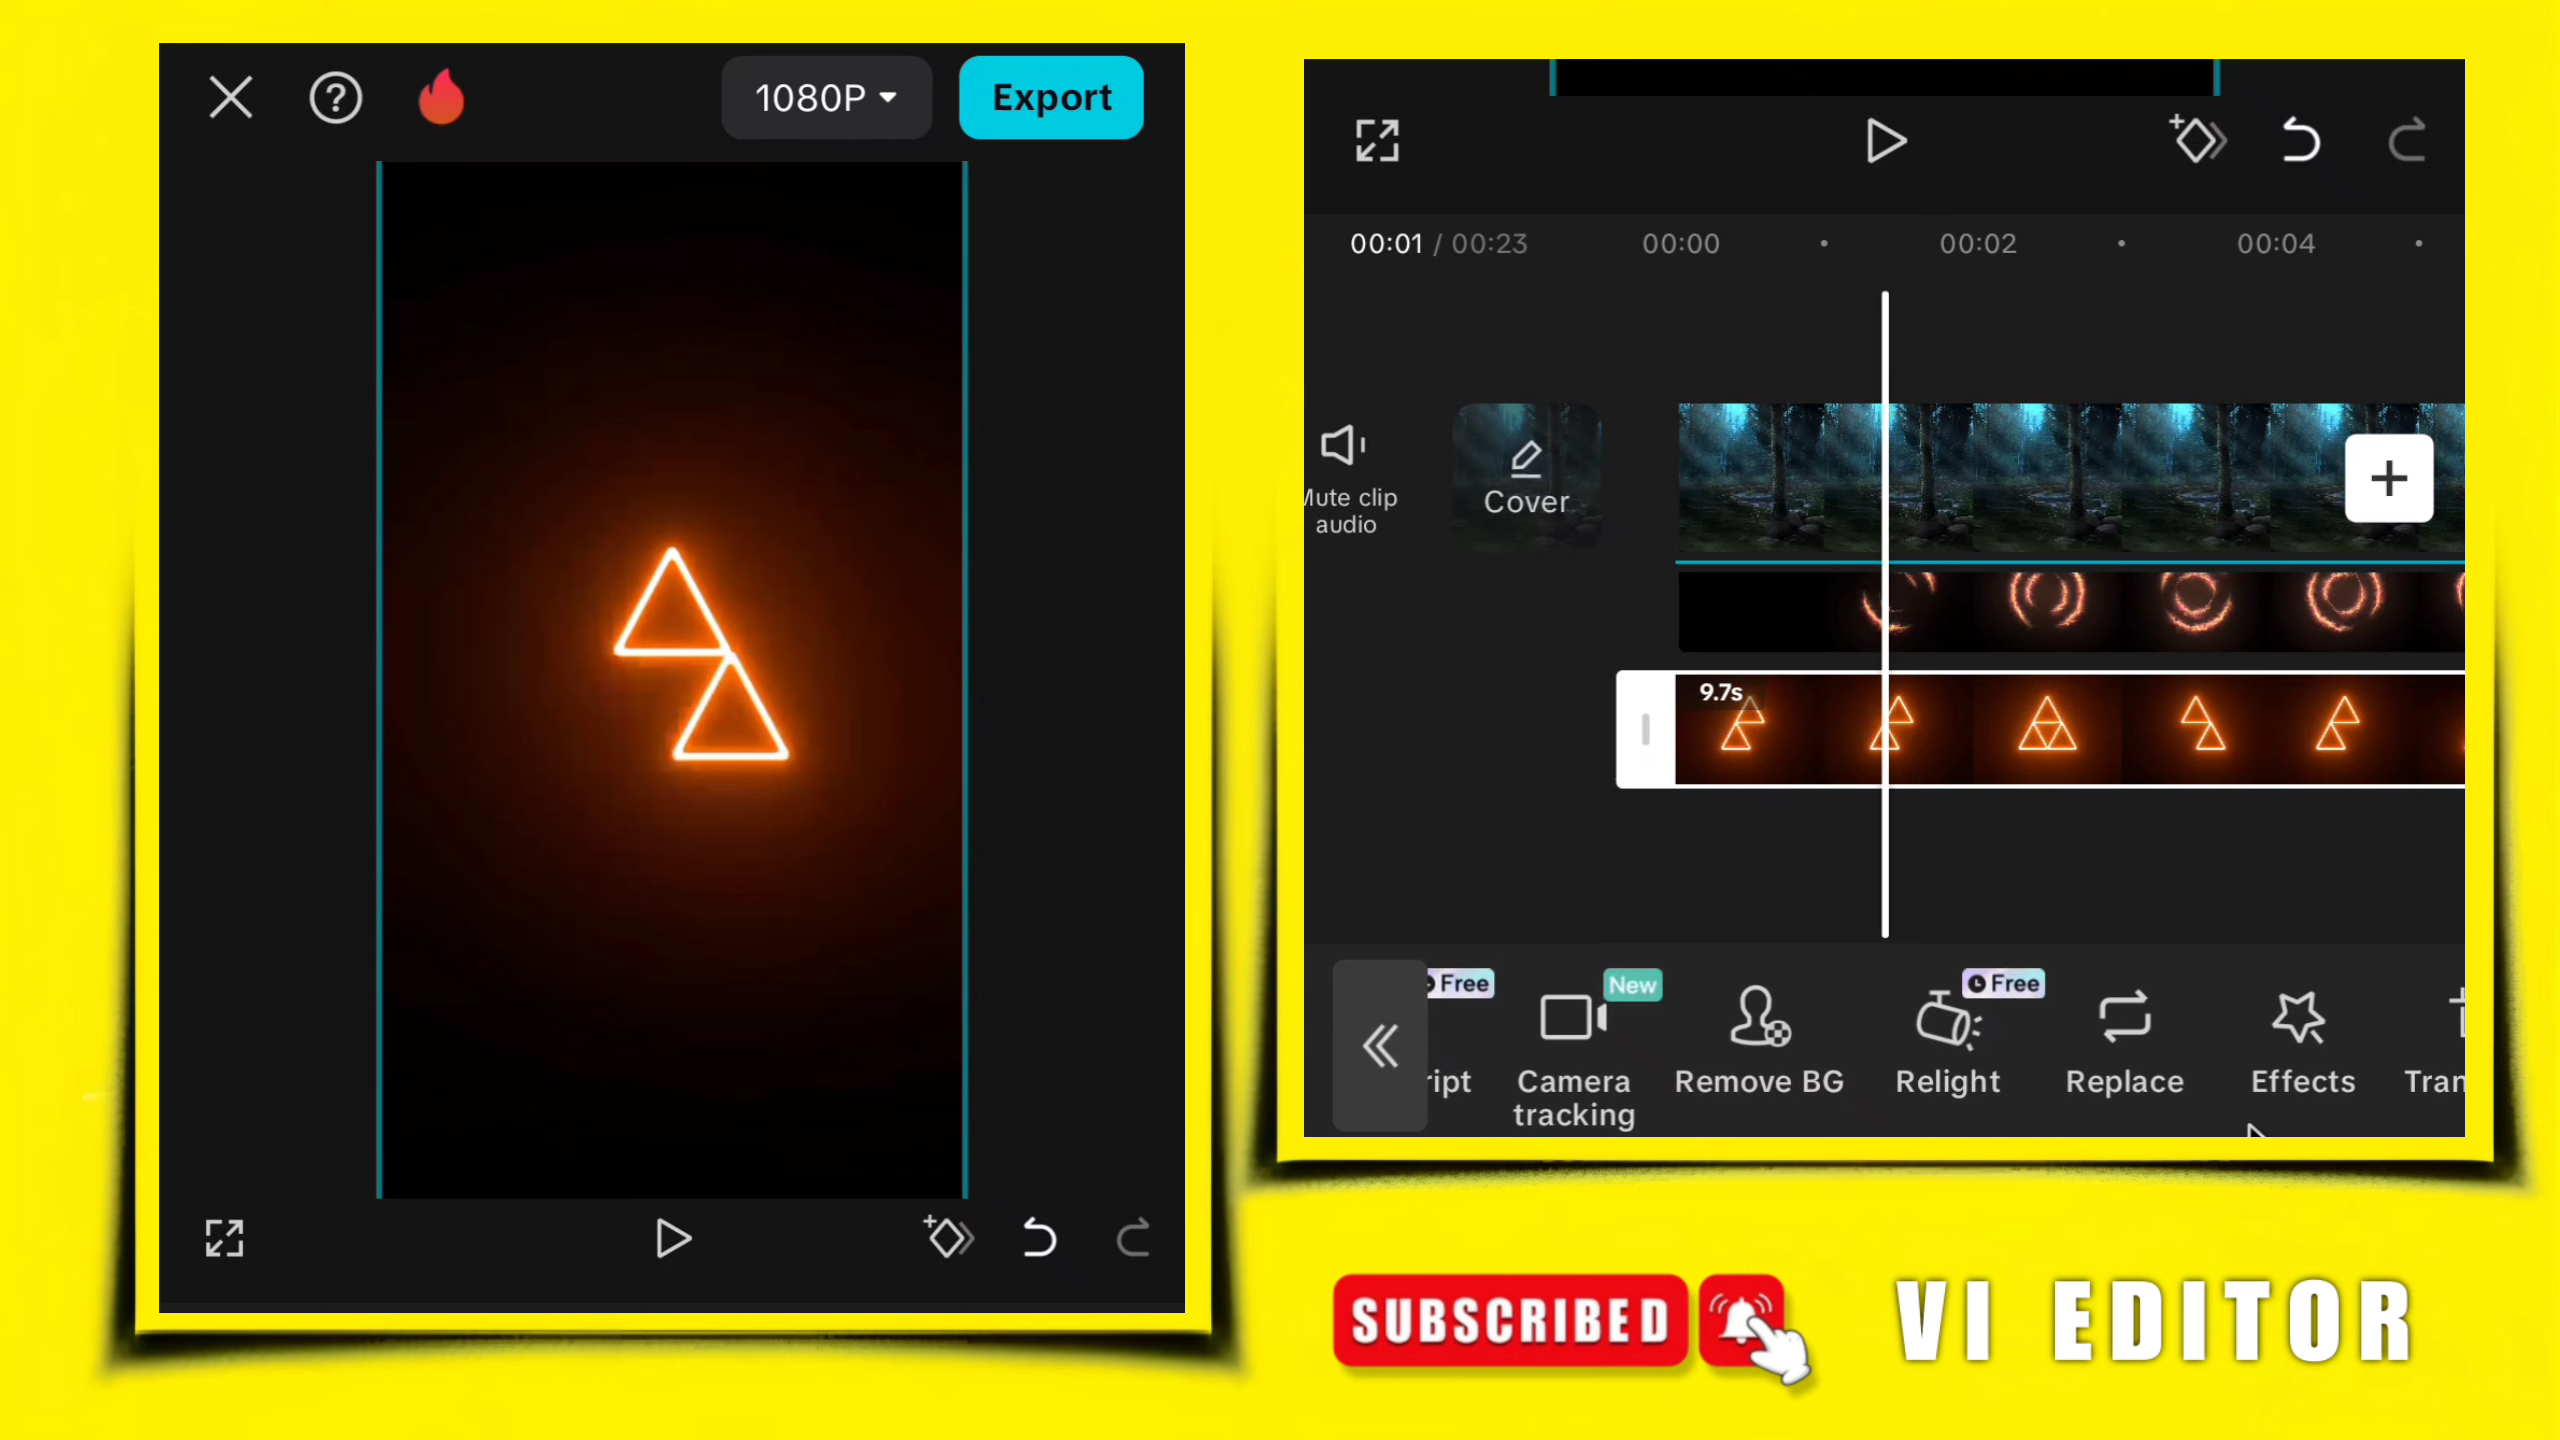 1080P
Export
00:01 / 00:23
00:00
00:02
00:04
Mute clip
audio
Cover
9.7s
Free
New
Free
ript
Camera
tracking
Remove BG
Relight
Replace
Effects
Tran
SUBSCRIBED
VI EDITOR